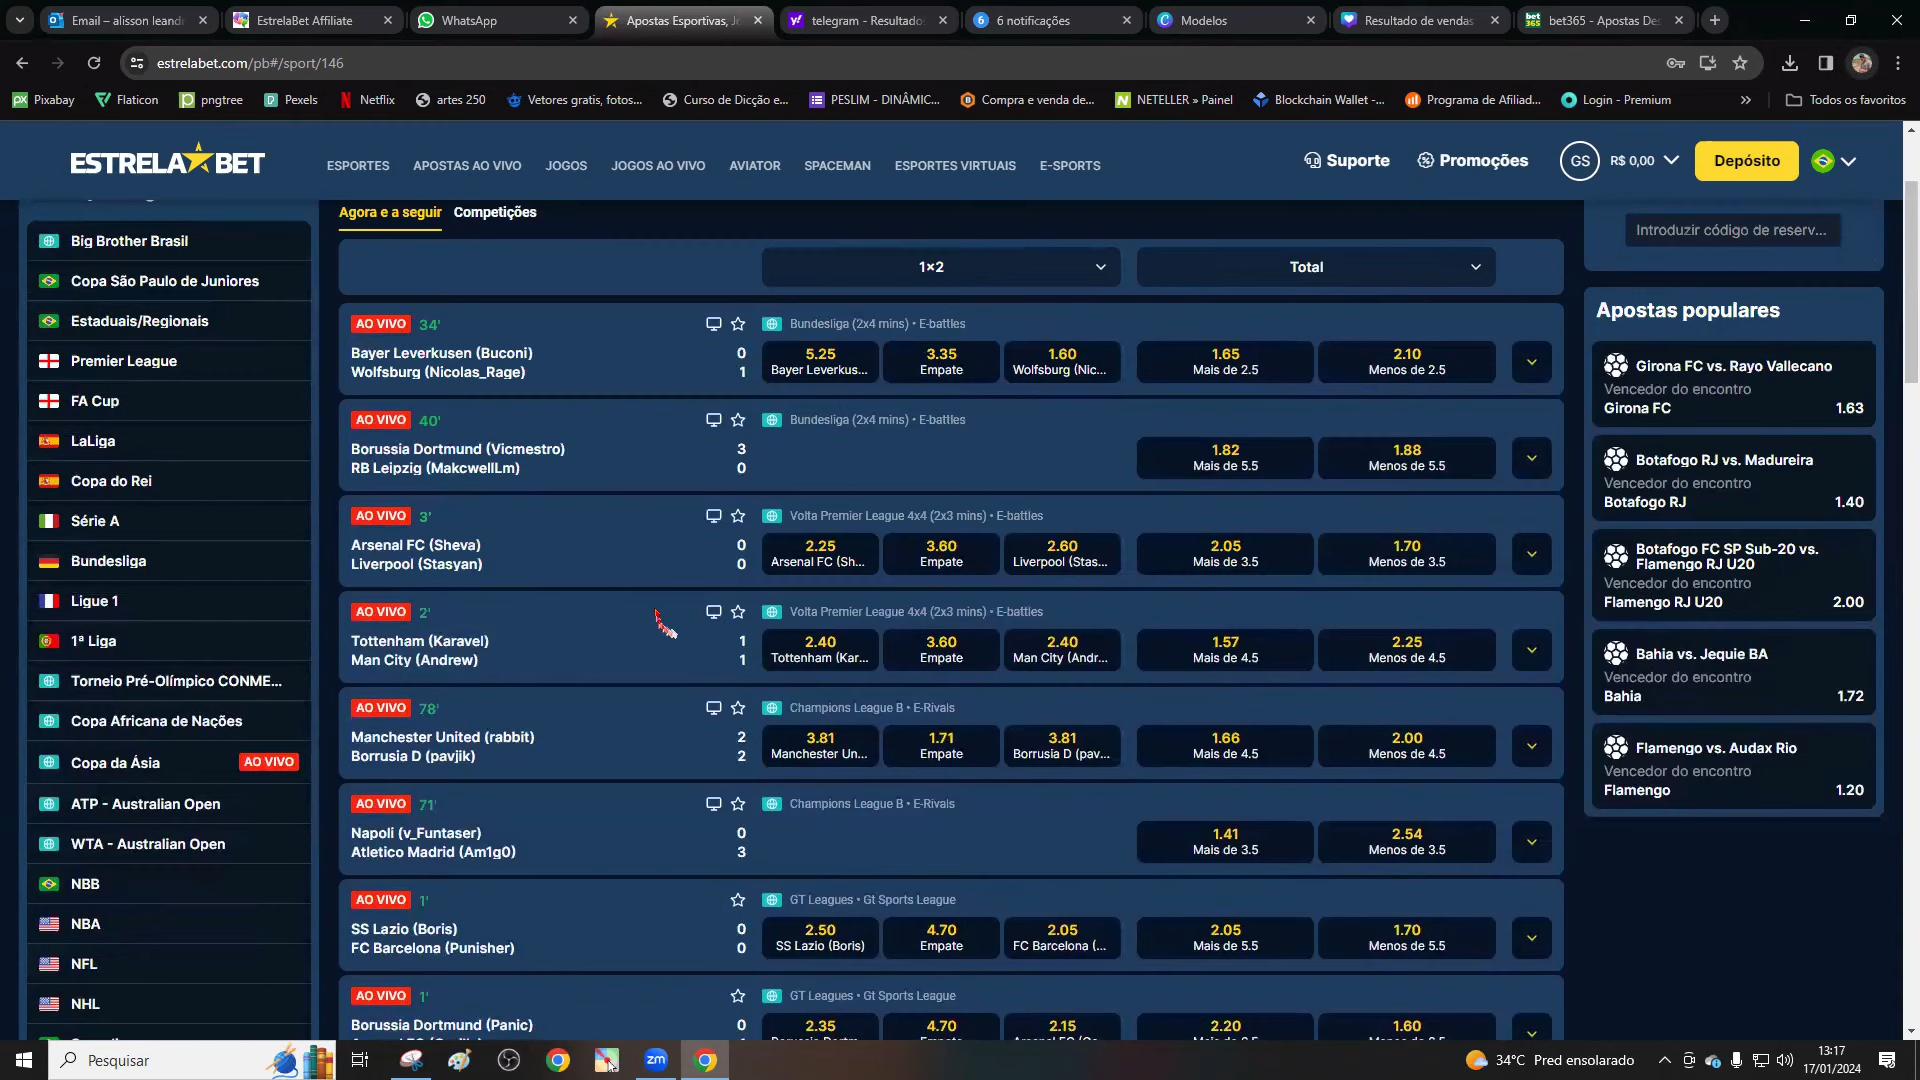 Email – alisson leand
EstrelaBet Affiliate
WhatsApp
Apostas Esportivas, J
telegram - Resultado
6 notificações
Modelos
Resultado de vendas
bet365 - Apostas De
estrelabet.com/pb#/sport/146
Pixabay
Flaticon
pngtree
Pexels
Netflix
artes 250
Vetores gratis, fotos...
Curso de Dicção e...
PESLIM - DINÂMIC...
Compra e venda de...
NETELLER » Painel
Blockchain Wallet -...
Programa de Afiliad...
Login - Premium
Todos os favoritos
ESTRELABET
ESPORTES
APOSTAS AO VIVO
JOGOS
JOGOS AO VIVO
AVIATOR
SPACEMAN
ESPORTES VIRTUAIS
E-SPORTS
Suporte
Promoções
GS
R$ 0,00
Depósito
Big Brother Brasil
Copa São Paulo de Juniores
Estaduais/Regionais
Premier League
FA Cup
LaLiga
Copa do Rei
Série A
Bundesliga
Ligue 1
1ª Liga
Torneio Pré-Olímpico CONME...
Copa Africana de Nações
Copa da Ásia AO VIVO
ATP - Australian Open
WTA - Australian Open
NBB
NBA
NFL
NHL
Agora e a seguir
Competições
1×2
Total
AO VIVO 34' Bundesliga (2x4 mins) • E-battles
Bayer Leverkusen (Buconi) 0
Wolfsburg (Nicolas_Rage) 1
5.25 3.35 1.60 1.65 2.10
Bayer Leverkus... Empate Wolfsburg (Nic... Mais de 2.5 Menos de 2.5
AO VIVO 40' Bundesliga (2x4 mins) • E-battles
Borussia Dortmund (Vicmestro) 3
RB Leipzig (MakcwellLm) 0
1.82 1.88
Mais de 5.5 Menos de 5.5
AO VIVO 3' Volta Premier League 4x4 (2x3 mins) • E-battles
Arsenal FC (Sheva) 0
Liverpool (Stasyan) 0
2.25 3.60 2.60 2.05 1.70
Arsenal FC (Sh... Empate Liverpool (Stas... Mais de 3.5 Menos de 3.5
AO VIVO 2' Volta Premier League 4x4 (2x3 mins) • E-battles
Tottenham (Karavel) 1
Man City (Andrew) 1
2.40 3.60 2.40 1.57 2.25
Tottenham (Kar... Empate Man City (Andr... Mais de 4.5 Menos de 4.5
AO VIVO 78' Champions League B • E-Rivals
Manchester United (rabbit) 2
Borrusia D (pavjik) 2
3.81 1.71 3.81 1.66 2.00
Manchester Un... Empate Borrusia D (pav... Mais de 4.5 Menos de 4.5
AO VIVO 71' Champions League B • E-Rivals
Napoli (v_Funtaser) 0
Atletico Madrid (Am1g0) 3
1.41 2.54
Mais de 3.5 Menos de 3.5
AO VIVO 1' GT Leagues • Gt Sports League
SS Lazio (Boris) 0
FC Barcelona (Punisher) 0
2.50 4.70 2.05 2.05 1.70
SS Lazio (Boris) Empate FC Barcelona (... Mais de 5.5 Menos de 5.5
AO VIVO 1' GT Leagues • Gt Sports League
Borussia Dortmund (Panic) 0
2.35 4.70 2.15 2.20 1.60
Introduzir código de reserv...
Apostas populares
Girona FC vs. Rayo Vallecano
Vencedor do encontro
Girona FC 1.63
Botafogo RJ vs. Madureira
Vencedor do encontro
Botafogo RJ 1.40
Botafogo FC SP Sub-20 vs.
Flamengo RJ U20
Vencedor do encontro
Flamengo RJ U20 2.00
Bahia vs. Jequie BA
Vencedor do encontro
Bahia 1.72
Flamengo vs. Audax Rio
Vencedor do encontro
Flamengo 1.20
Pesquisar
zm
34°C Pred ensolarado
13:17
17/01/2024